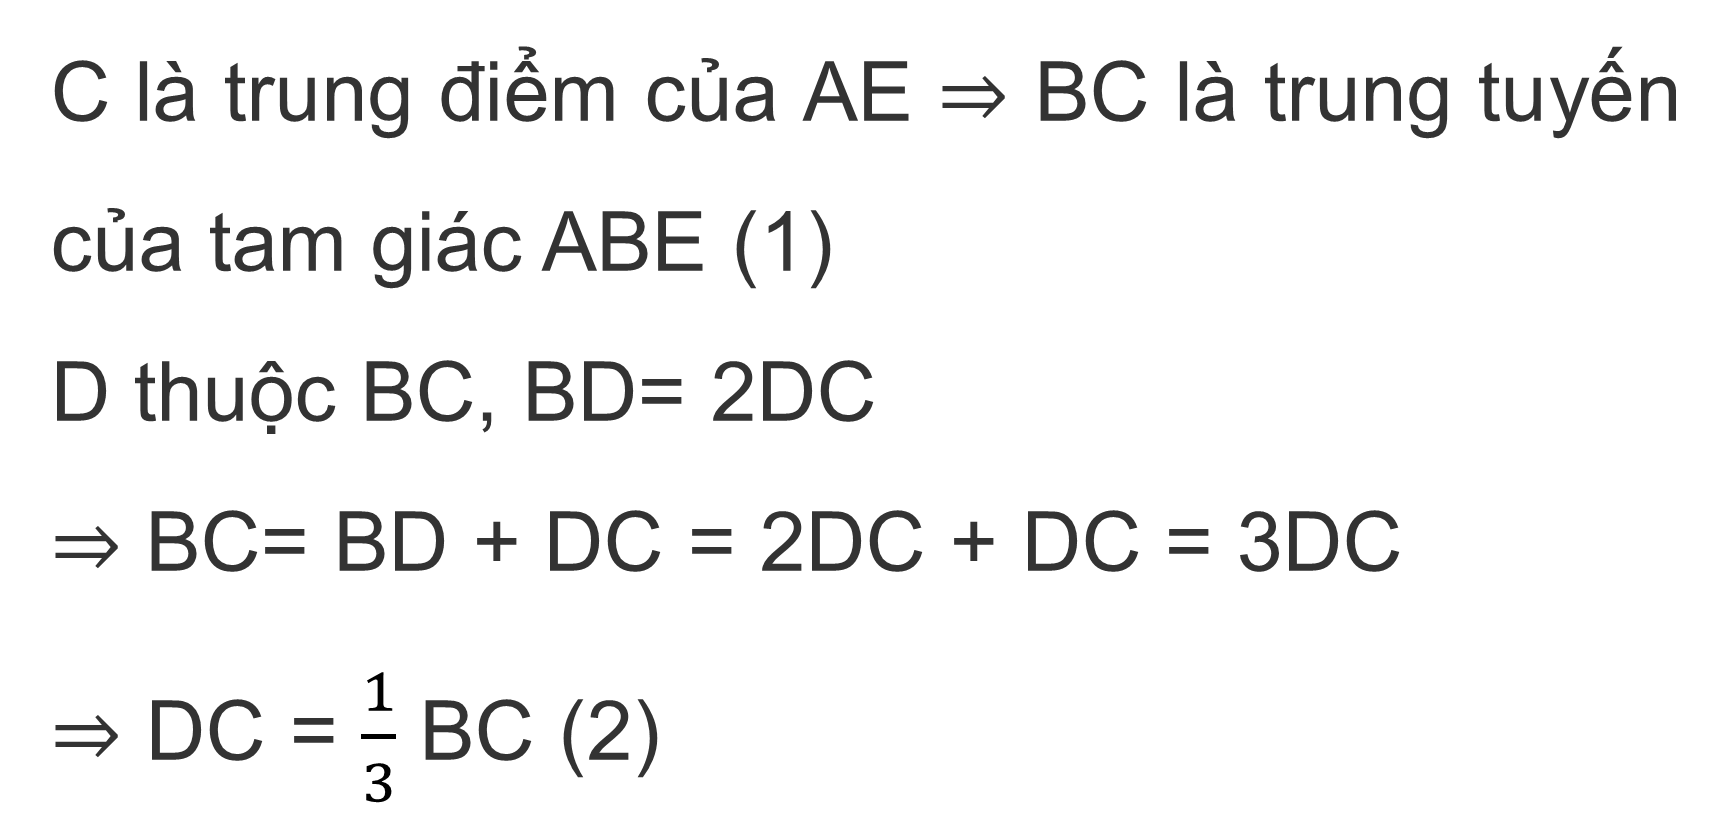 C là trung điểm của AE ⇒ BC là trung tuyến
của tam giác ABE (1)
D thuộc BC, BD= 2DC
⇒ BC= BD + DC = 2DC + DC = 3DC
⇒ DC = 1/3 BC (2)